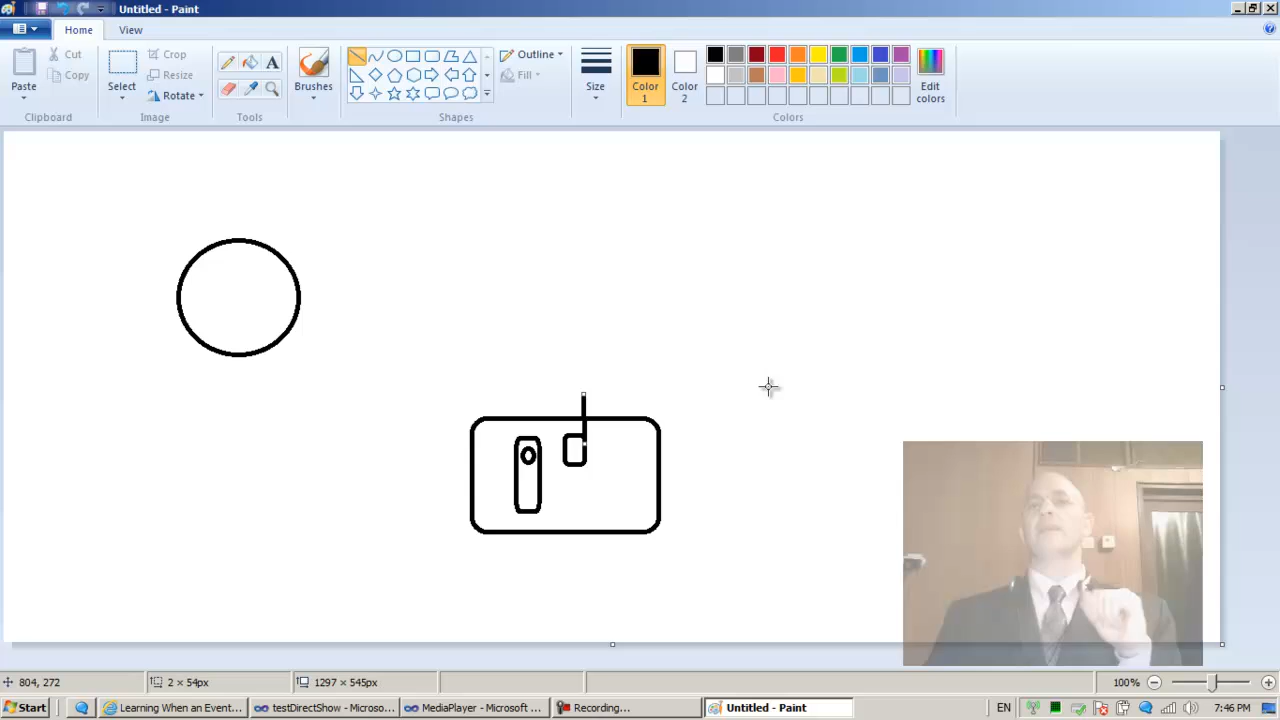 Untitled - Paint
Home
View
Paste
Cut
Copy
Clipboard
Select
Crop
Resize
Rotate
Image
A
Tools
Brushes
Outline
Fill
Shapes
Size
Color 1
Color 2
Edit colors
Colors
804, 272
2 × 54px
1297 × 545px
100%
Start
Learning When an Event...
testDirectShow - Microso...
MediaPlayer - Microsoft ...
Recording...
Untitled - Paint
EN
7:46 PM